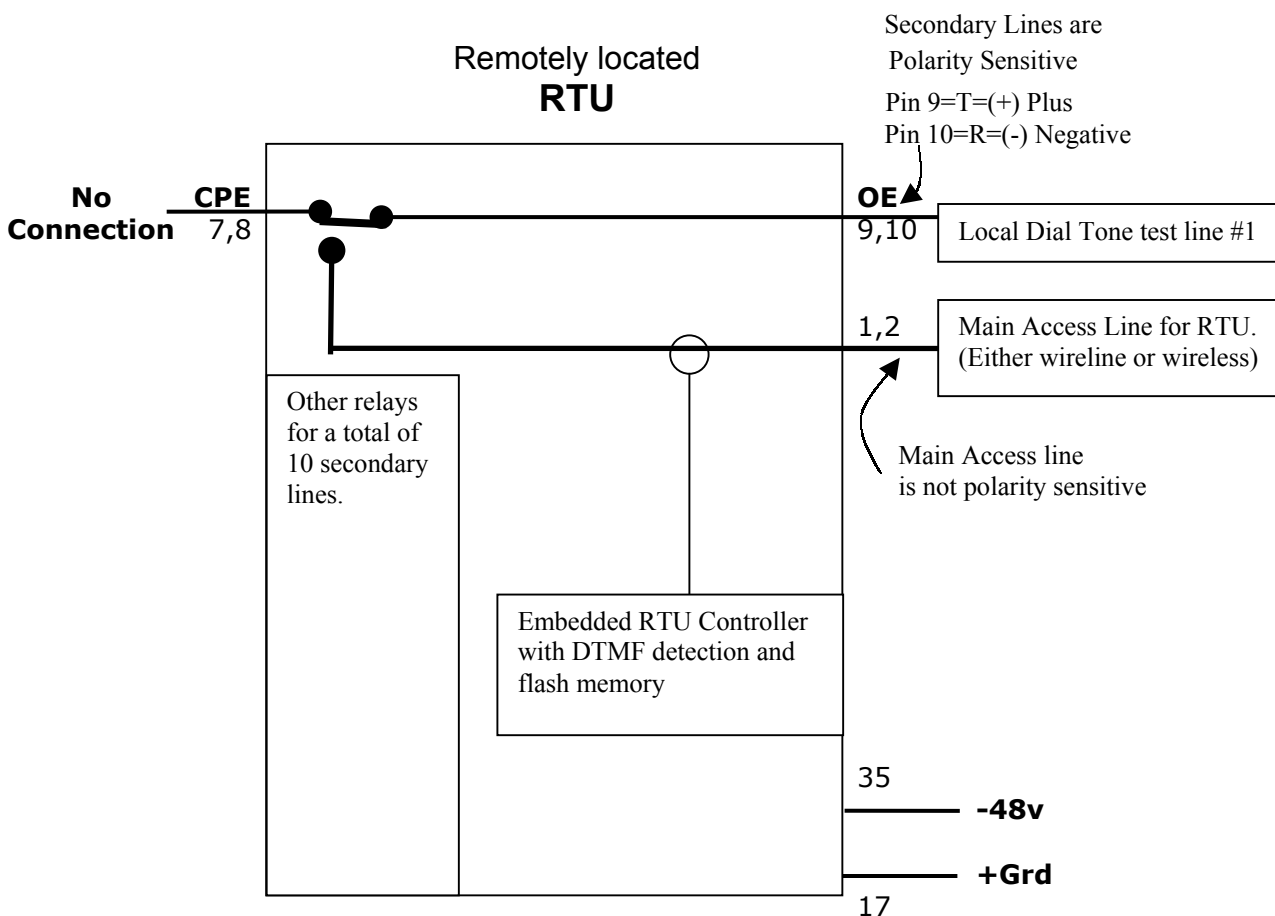 Secondary Lines are
Polarity Sensitive
Pin 9=T=(+) Plus
Pin 10=R=(-) Negative
Remotely located
RTU
No
Connection
CPE
7,8
OE
9,10
Local Dial Tone test line #1
1,2
Main Access Line for RTU.
(Either wireline or wireless)
Other relays
for a total of
10 secondary
lines.
Main Access line
is not polarity sensitive
Embedded RTU Controller
with DTMF detection and
flash memory
35
-48v
+Grd
17